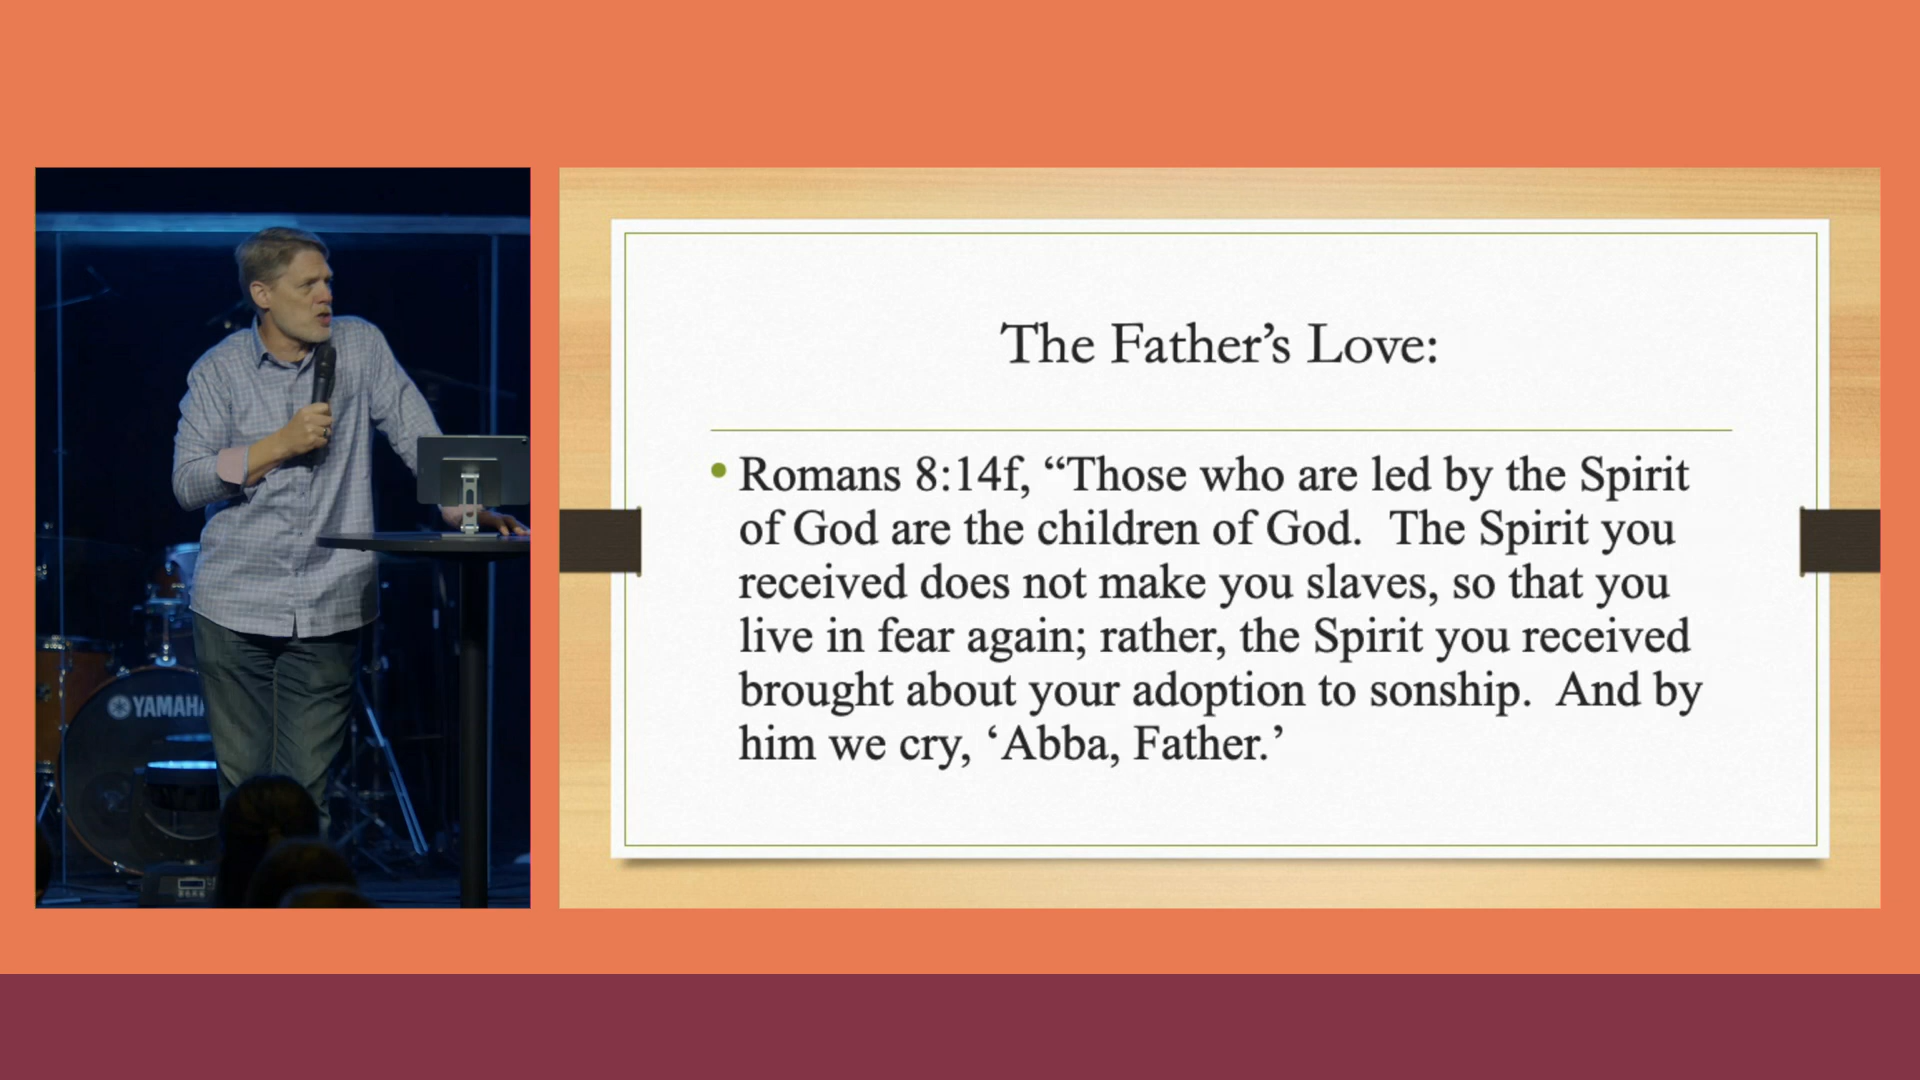 YAMAHA
The Father’s Love:
• Romans 8:14f, “Those who are led by the Spirit
of God are the children of God.  The Spirit you
received does not make you slaves, so that you
live in fear again; rather, the Spirit you received
brought about your adoption to sonship.  And by
him we cry, ‘Abba, Father.’